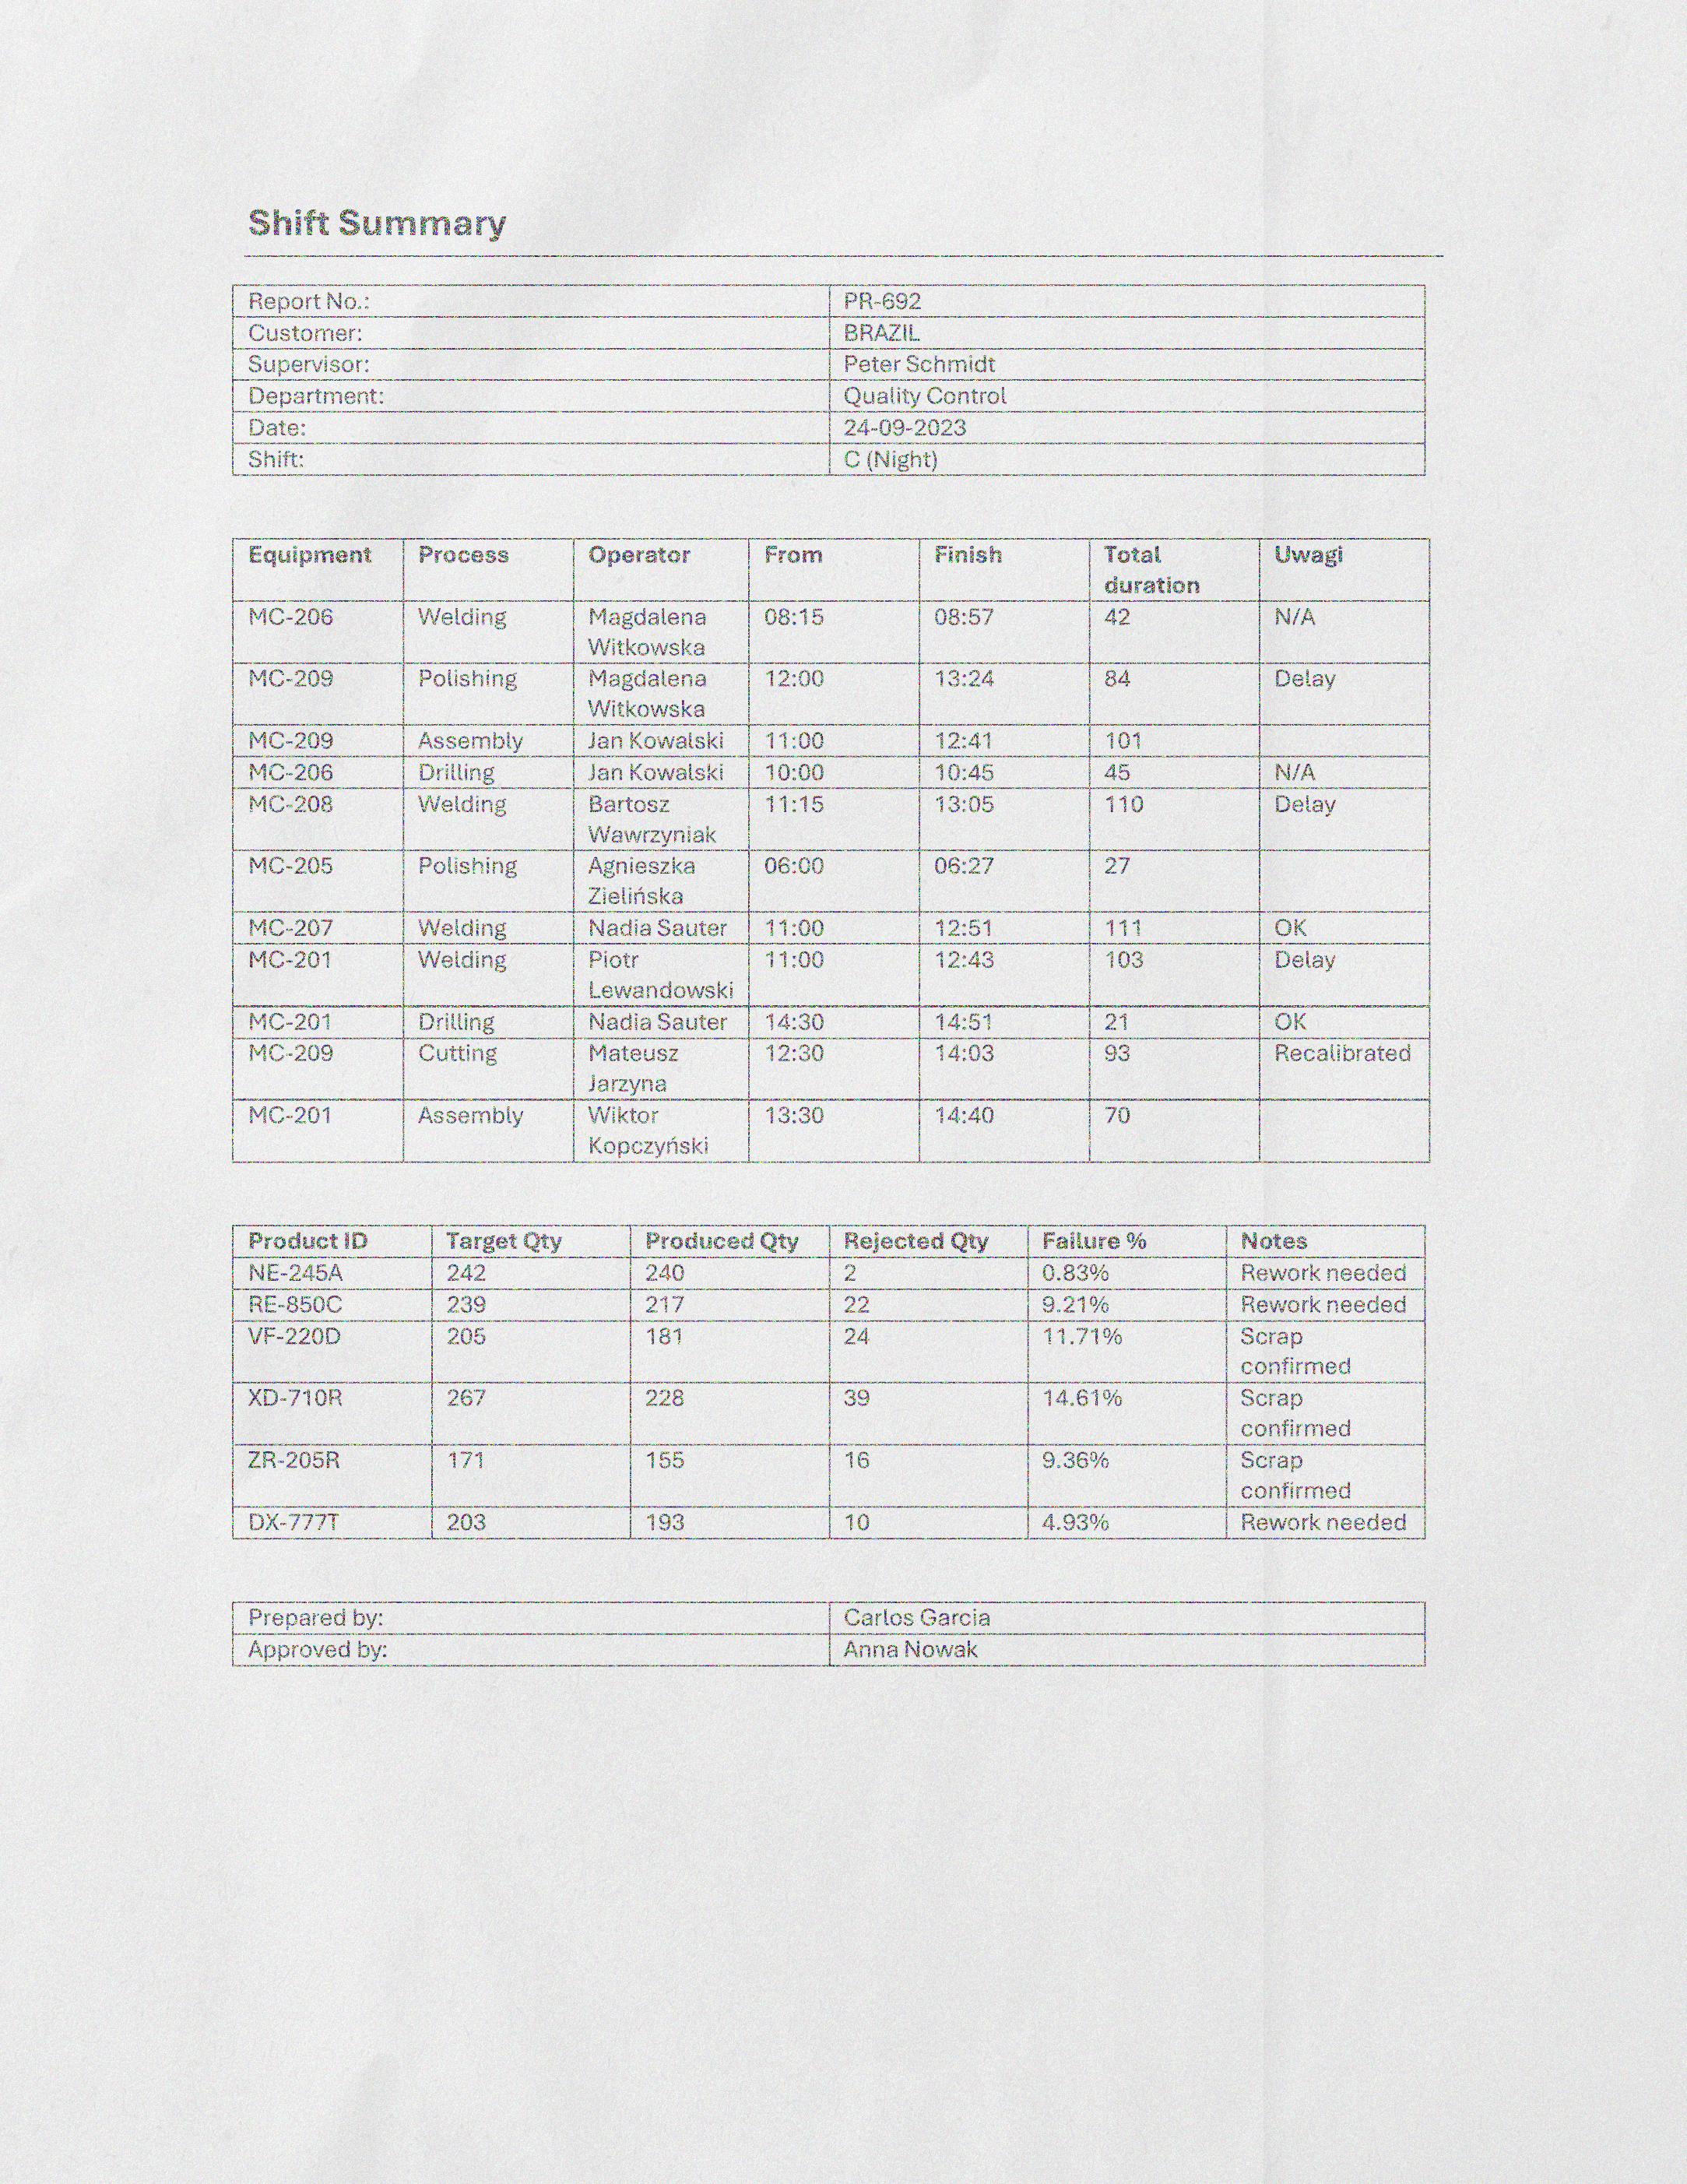 Shift Summary
Report No.: PR-692
Customer: BRAZIL
Supervisor: Peter Schmidt
Department: Quality Control
Date: 24-09-2023
Shift: C (Night)
Equipment Process Operator From Finish Total duration Uwagi
MC-206 Welding Magdalena Witkowska 08:15 08:57 42 N/A
MC-209 Polishing Magdalena Witkowska 12:00 13:24 84 Delay
MC-209 Assembly Jan Kowalski 11:00 12:41 101
MC-206 Drilling Jan Kowalski 10:00 10:45 45 N/A
MC-208 Welding Bartosz Wawrzyniak 11:15 13:05 110 Delay
MC-205 Polishing Agnieszka Zielińska 06:00 06:27 27
MC-207 Welding Nadia Sauter 11:00 12:51 111 OK
MC-201 Welding Piotr Lewandowski 11:00 12:43 103 Delay
MC-201 Drilling Nadia Sauter 14:30 14:51 21 OK
MC-209 Cutting Mateusz Jarzyna 12:30 14:03 93 Recalibrated
MC-201 Assembly Wiktor Kopczyński 13:30 14:40 70
Product ID Target Qty Produced Qty Rejected Qty Failure % Notes
NE-245A 242 240 2 0.83% Rework needed
RE-850C 239 217 22 9.21% Rework needed
VF-220D 205 181 24 11.71% Scrap confirmed
XD-710R 267 228 39 14.61% Scrap confirmed
ZR-205R 171 155 16 9.36% Scrap confirmed
DX-777T 203 193 10 4.93% Rework needed
Prepared by: Carlos Garcia
Approved by: Anna Nowak